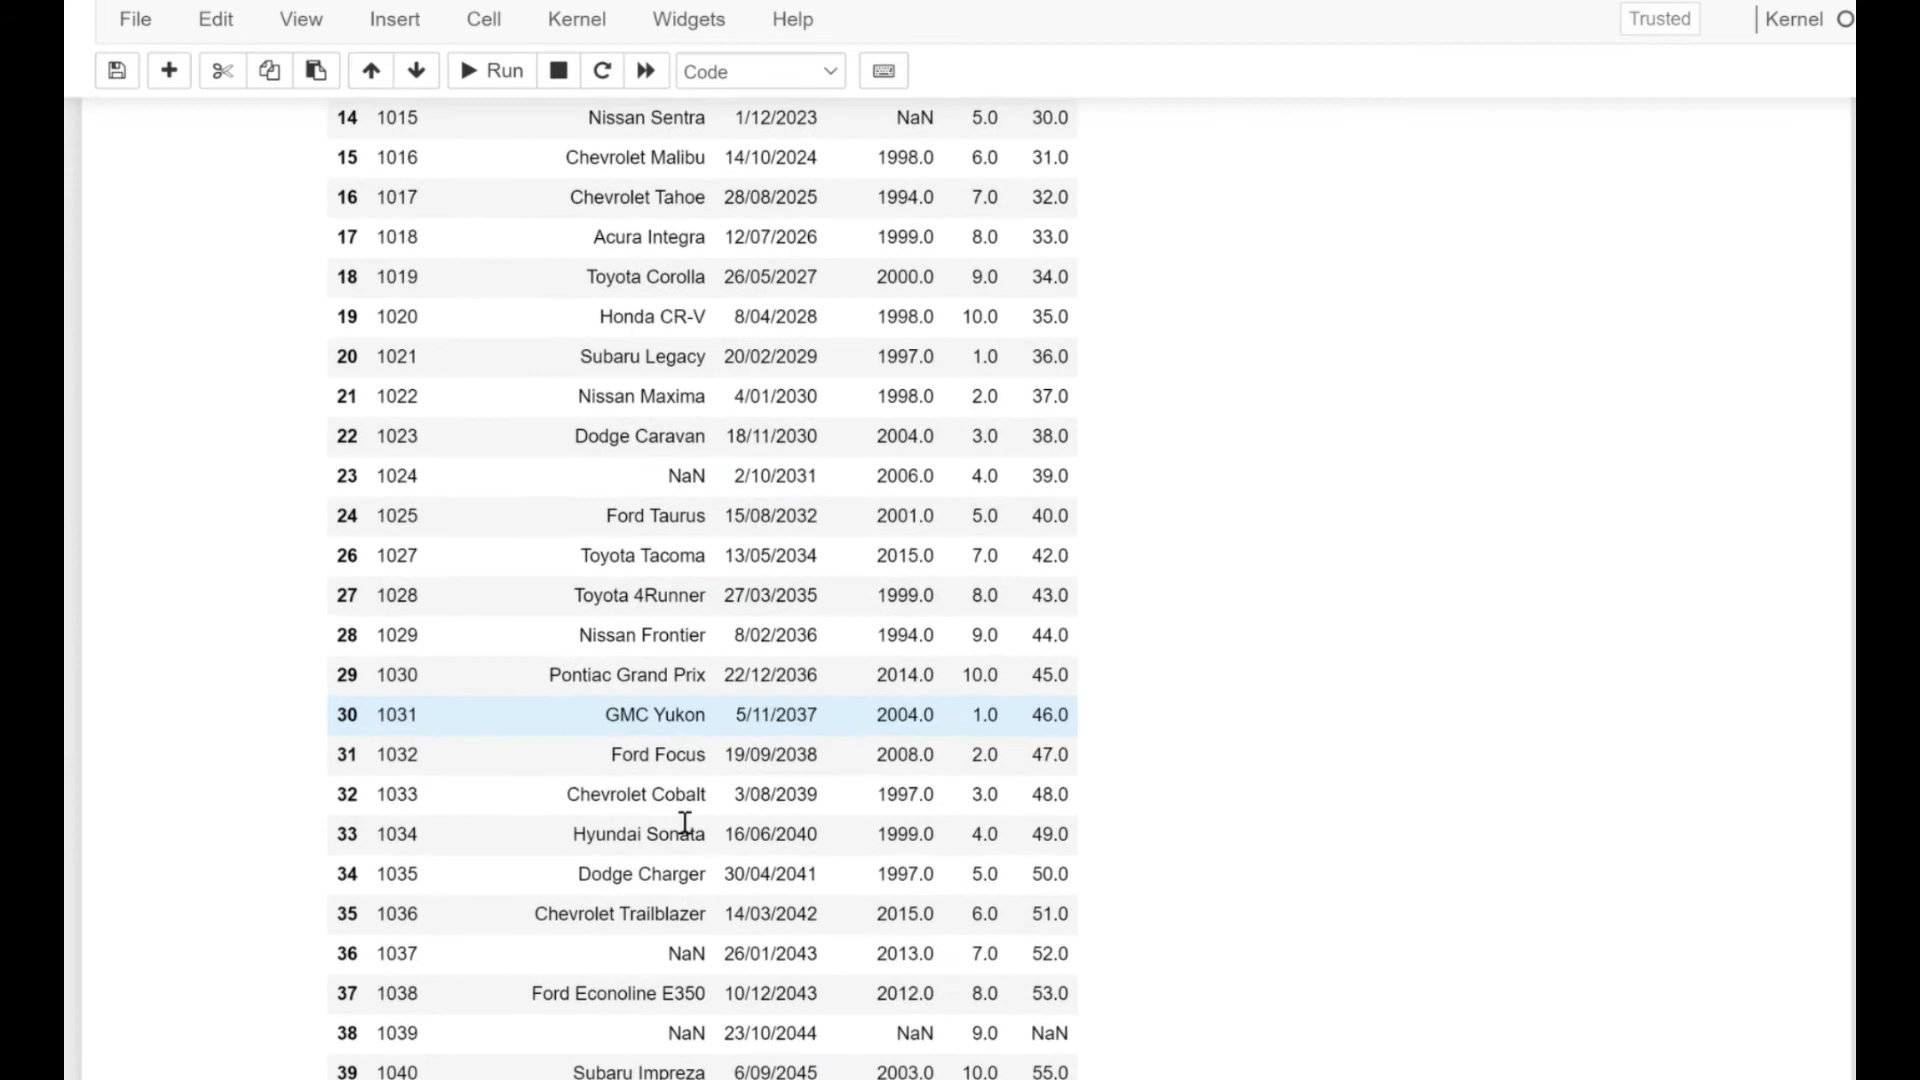 File Edit View Insert Cell Kernel Widgets Help Trusted Kernel
Run Code
14 1015 Nissan Sentra 1/12/2023 NaN 5.0 30.0
15 1016 Chevrolet Malibu 14/10/2024 1998.0 6.0 31.0
16 1017 Chevrolet Tahoe 28/08/2025 1994.0 7.0 32.0
17 1018 Acura Integra 12/07/2026 1999.0 8.0 33.0
18 1019 Toyota Corolla 26/05/2027 2000.0 9.0 34.0
19 1020 Honda CR-V 8/04/2028 1998.0 10.0 35.0
20 1021 Subaru Legacy 20/02/2029 1997.0 1.0 36.0
21 1022 Nissan Maxima 4/01/2030 1998.0 2.0 37.0
22 1023 Dodge Caravan 18/11/2030 2004.0 3.0 38.0
23 1024 NaN 2/10/2031 2006.0 4.0 39.0
24 1025 Ford Taurus 15/08/2032 2001.0 5.0 40.0
26 1027 Toyota Tacoma 13/05/2034 2015.0 7.0 42.0
27 1028 Toyota 4Runner 27/03/2035 1999.0 8.0 43.0
28 1029 Nissan Frontier 8/02/2036 1994.0 9.0 44.0
29 1030 Pontiac Grand Prix 22/12/2036 2014.0 10.0 45.0
30 1031 GMC Yukon 5/11/2037 2004.0 1.0 46.0
31 1032 Ford Focus 19/09/2038 2008.0 2.0 47.0
32 1033 Chevrolet Cobalt 3/08/2039 1997.0 3.0 48.0
33 1034 Hyundai Sonata 16/06/2040 1999.0 4.0 49.0
34 1035 Dodge Charger 30/04/2041 1997.0 5.0 50.0
35 1036 Chevrolet Trailblazer 14/03/2042 2015.0 6.0 51.0
36 1037 NaN 26/01/2043 2013.0 7.0 52.0
37 1038 Ford Econoline E350 10/12/2043 2012.0 8.0 53.0
38 1039 NaN 23/10/2044 NaN 9.0 NaN
39 1040 Subaru Impreza 6/09/2045 2003.0 10.0 55.0